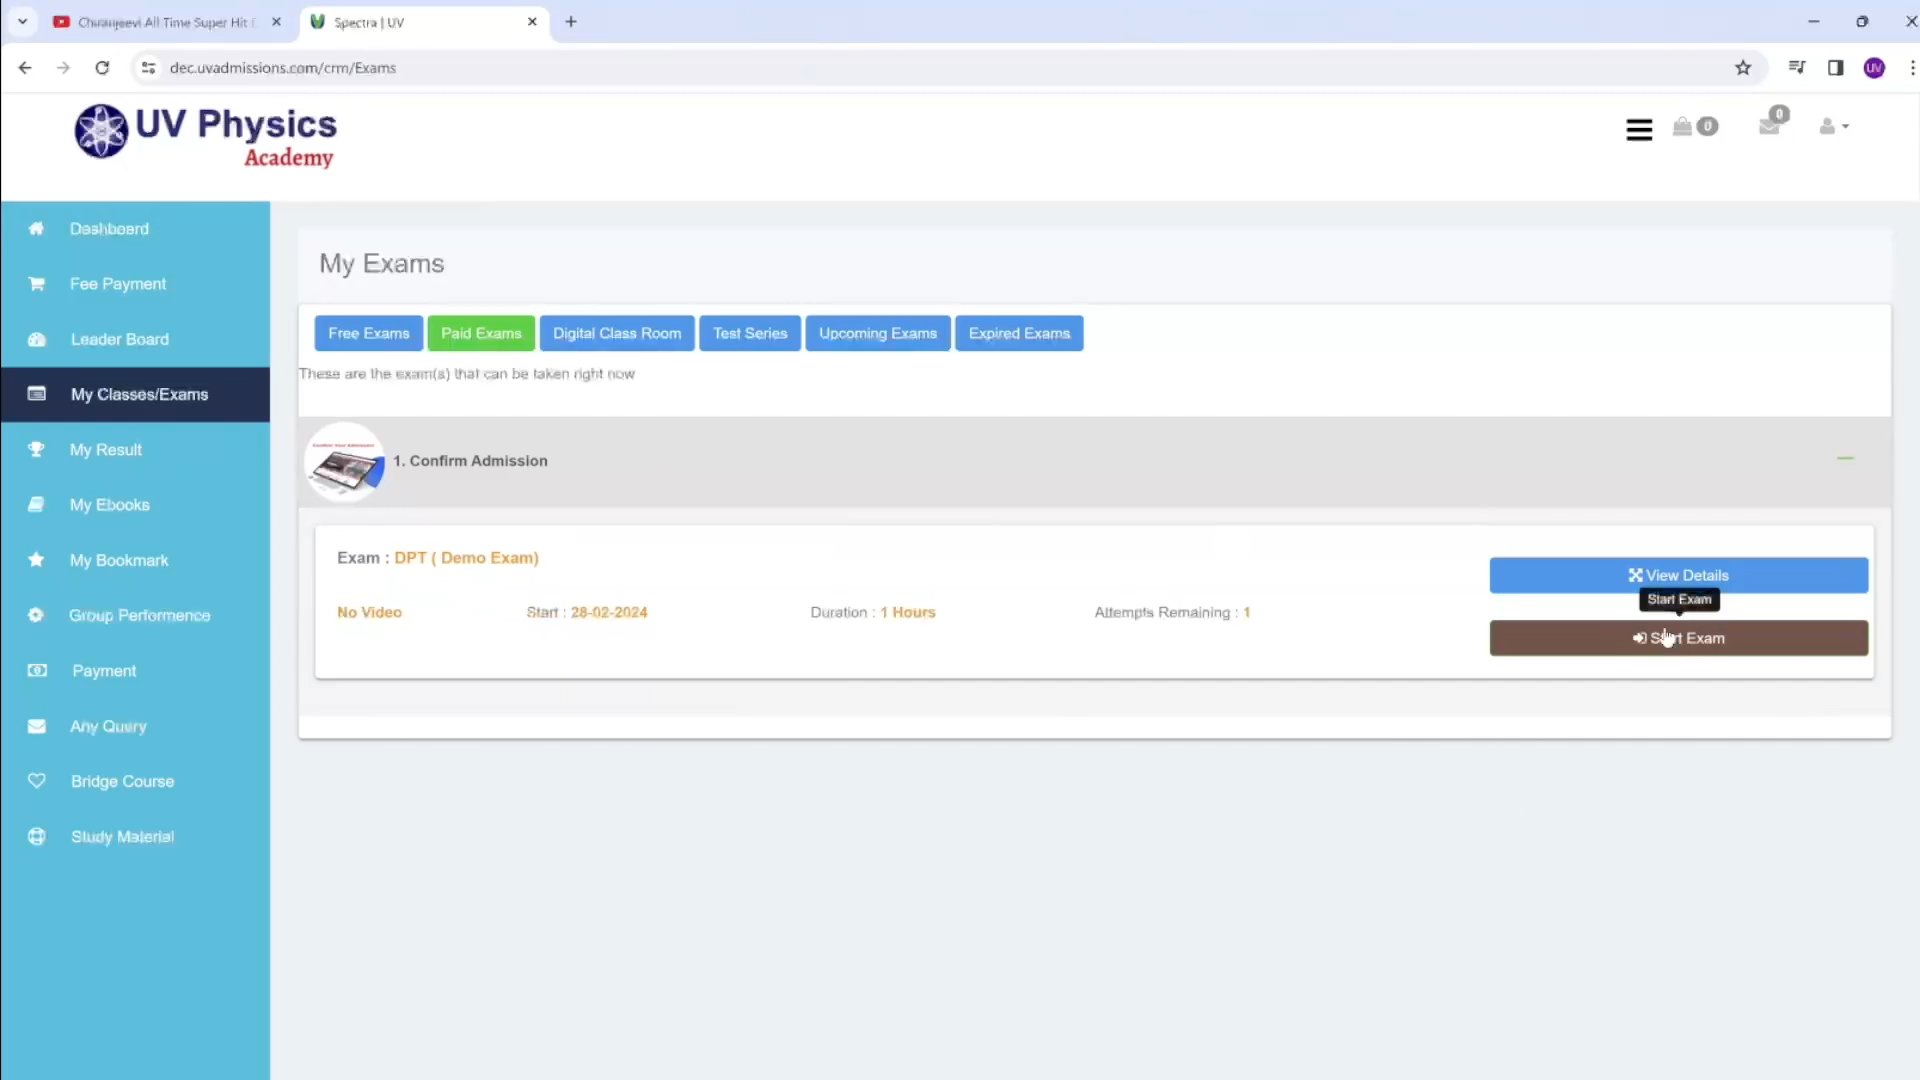 Chiranjeevi All Time Super Hit
Spectra | UV
dec.uvadmissions.com/crm/Exams
UV
UV Physics
Academy
0
0
Dashboard
Fee Payment
Leader Board
My Classes/Exams
My Result
My Ebooks
My Bookmark
Group Performence
Payment
Any Query
Bridge Course
Study Material
My Exams
Free Exams
Paid Exams
Digital Class Room
Test Series
Upcoming Exams
Expired Exams
These are the exam(s) that can be taken right now
1. Confirm Admission
Exam : DPT ( Demo Exam)
No Video
Start : 28-02-2024
Duration : 1 Hours
Attempts Remaining : 1
View Details
Start Exam
Start Exam